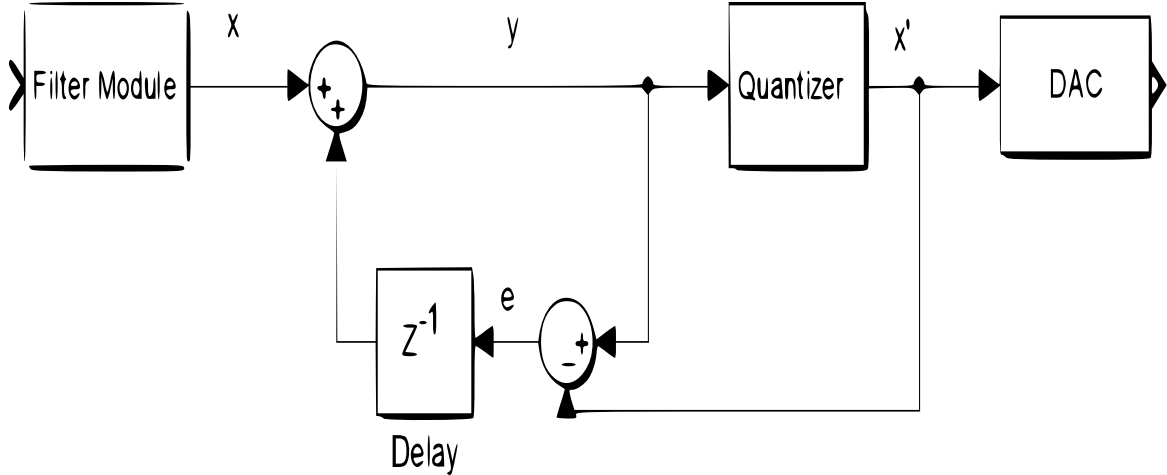 x
y
x'
Filter Module
+
+
Quantizer
DAC
e
Z⁻¹
+
−
Delay